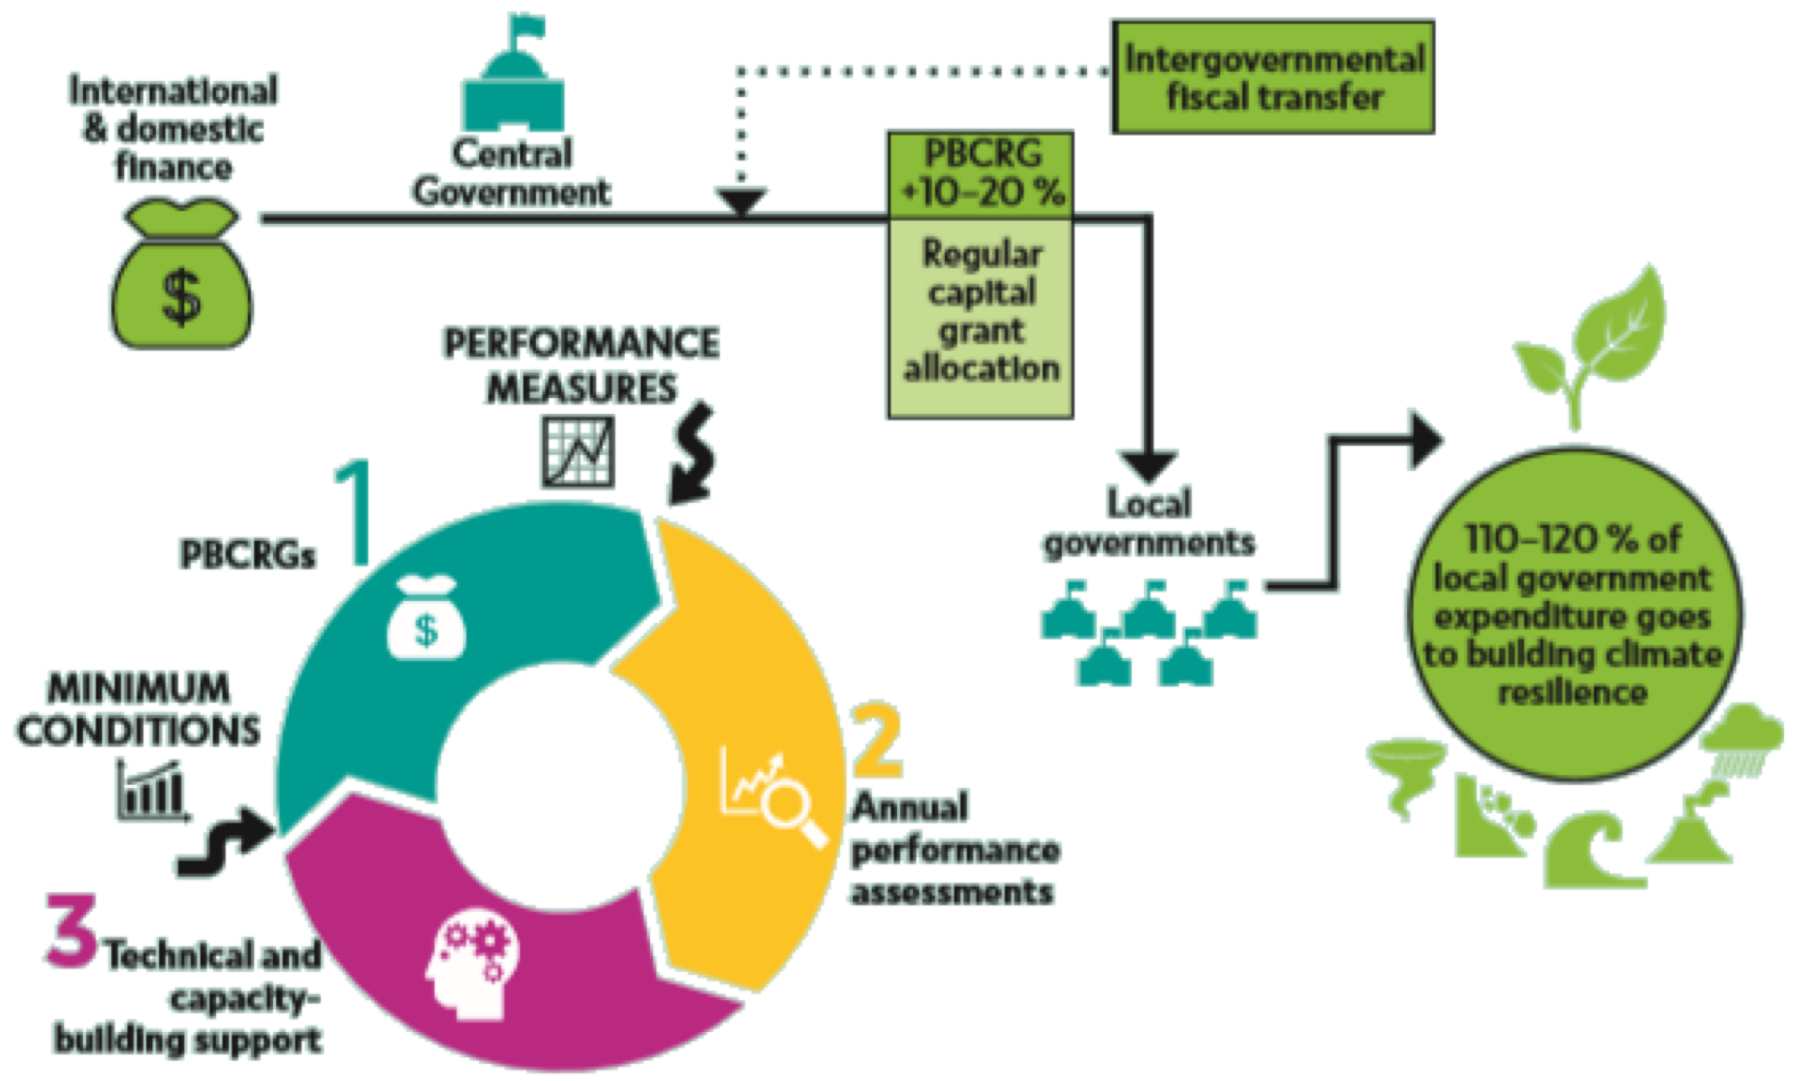 International
& domestic
finance
$
Central
Government
Intergovernmental
fiscal transfer
PBCRG
+10–20 %
Regular
capital
grant
allocation
Local
governments
110–120 % of
local government
expenditure goes
to building climate
resilience
PERFORMANCE
MEASURES
1
PBCRGs
$
MINIMUM
CONDITIONS
2
Annual
performance
assessments
3
Technical and
capacity-
building support